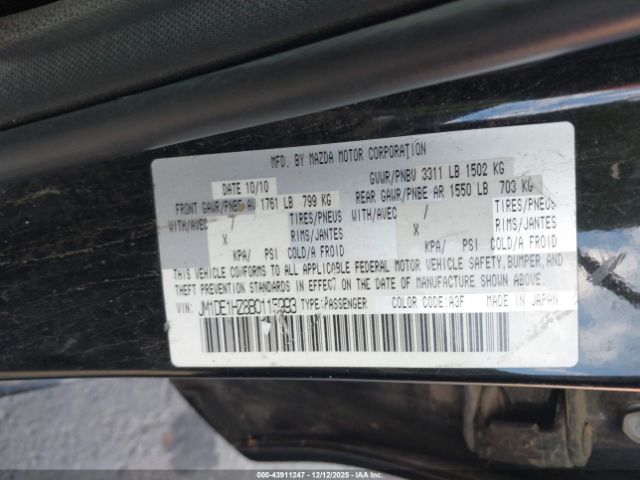 MFD. BY MAZDA MOTOR CORPORATION
DATE 10/10 GVWR/PNBV 3311 LB 1502 KG
FRONT GAWR/PNBE AV 1761 LB 799 KG REAR GAWR/PNBE AR 1550 LB 703 KG
WITH/AVEC / TIRES/PNEUS WITH/AVEC / TIRES/PNEUS
X RIMS/JANTES X RIMS/JANTES
KPA/ PSI COLD/A FROID KPA/ PSI COLD/A FROID
THIS VEHICLE CONFORMS TO ALL APPLICABLE FEDERAL MOTOR VEHICLE SAFETY, BUMPER, AND
THEFT PREVENTION STANDARDS IN EFFECT ON THE DATE OF MANUFACTURE SHOWN ABOVE.
VIN: TYPE: PASSENGER COLOR CODE: A3F MADE IN JAPAN
000-43911247 - 12/12/2025 - IAAI.COM